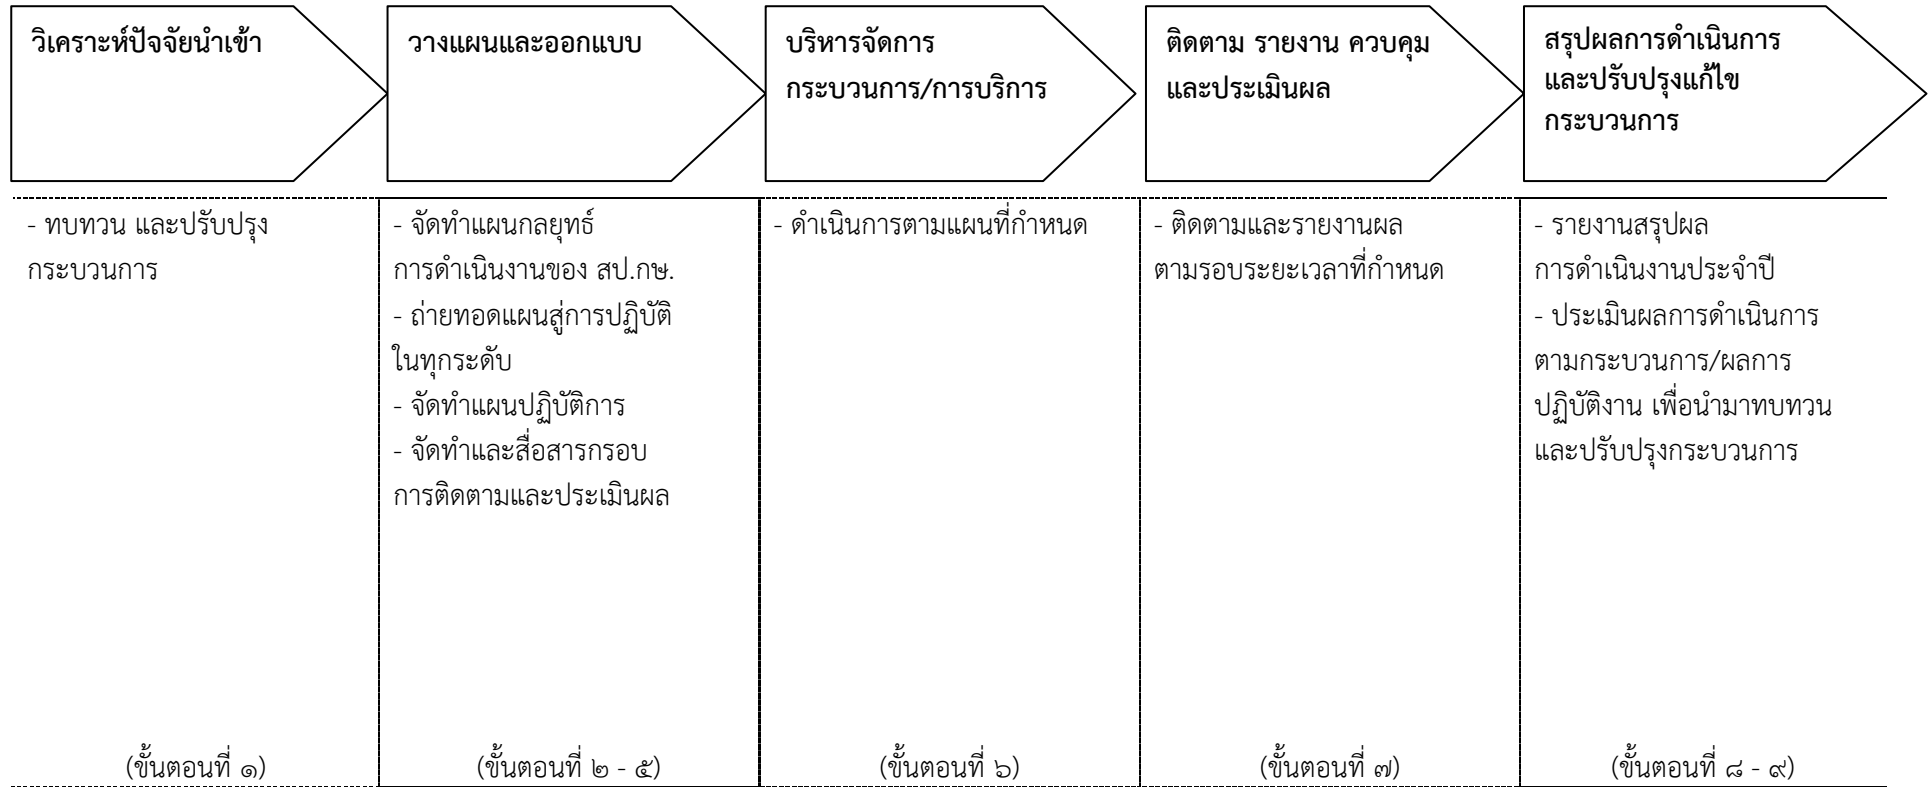 วิเคราะห์ปัจจัยนำเข้า
วางแผนและออกแบบ
บริหารจัดการ
กระบวนการ/การบริการ
ติดตาม รายงาน ควบคุม
และประเมินผล
สรุปผลการดำเนินการ
และปรับปรุงแก้ไข
กระบวนการ
- ทบทวน และปรับปรุง
กระบวนการ
(ขั้นตอนที่ ๑)
- จัดทำแผนกลยุทธ์
การดำเนินงานของ สป.กษ.
- ถ่ายทอดแผนสู่การปฏิบัติ
ในทุกระดับ
- จัดทำแผนปฏิบัติการ
- จัดทำและสื่อสารกรอบ
การติดตามและประเมินผล
(ขั้นตอนที่ ๒ - ๕)
- ดำเนินการตามแผนที่กำหนด
(ขั้นตอนที่ ๖)
- ติดตามและรายงานผล
ตามรอบระยะเวลาที่กำหนด
(ขั้นตอนที่ ๗)
- รายงานสรุปผล
การดำเนินงานประจำปี
- ประเมินผลการดำเนินการ
ตามกระบวนการ/ผลการ
ปฏิบัติงาน เพื่อนำมาทบทวน
และปรับปรุงกระบวนการ
(ขั้นตอนที่ ๘ - ๙)